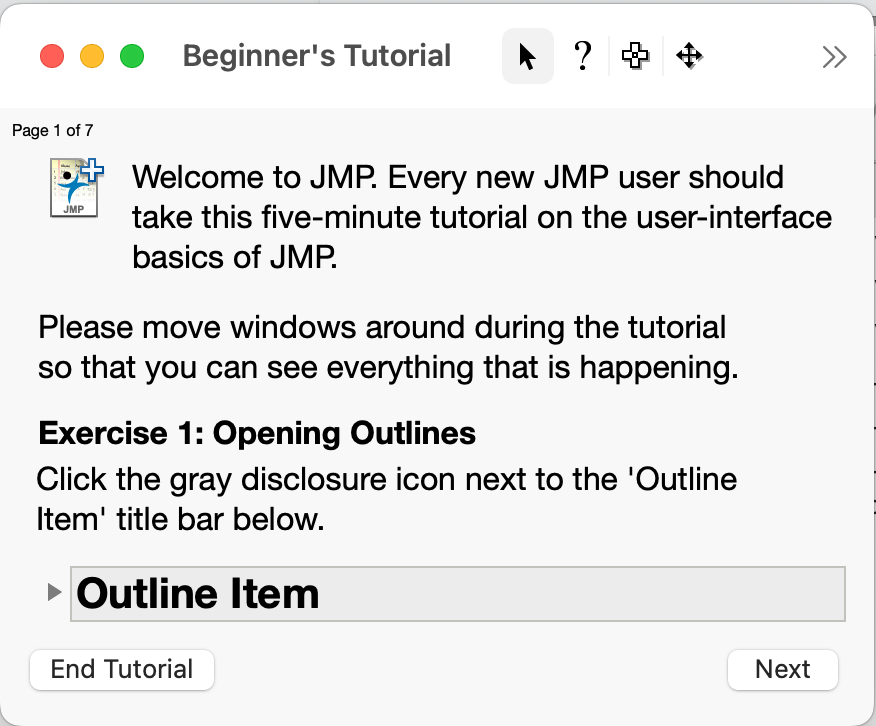 Beginner's Tutorial
?
Page 1 of 7
JMP
Welcome to JMP. Every new JMP user should
take this five-minute tutorial on the user-interface
basics of JMP.
Please move windows around during the tutorial
so that you can see everything that is happening.
Exercise 1: Opening Outlines
Click the gray disclosure icon next to the 'Outline
Item' title bar below.
Outline Item
End Tutorial
Next